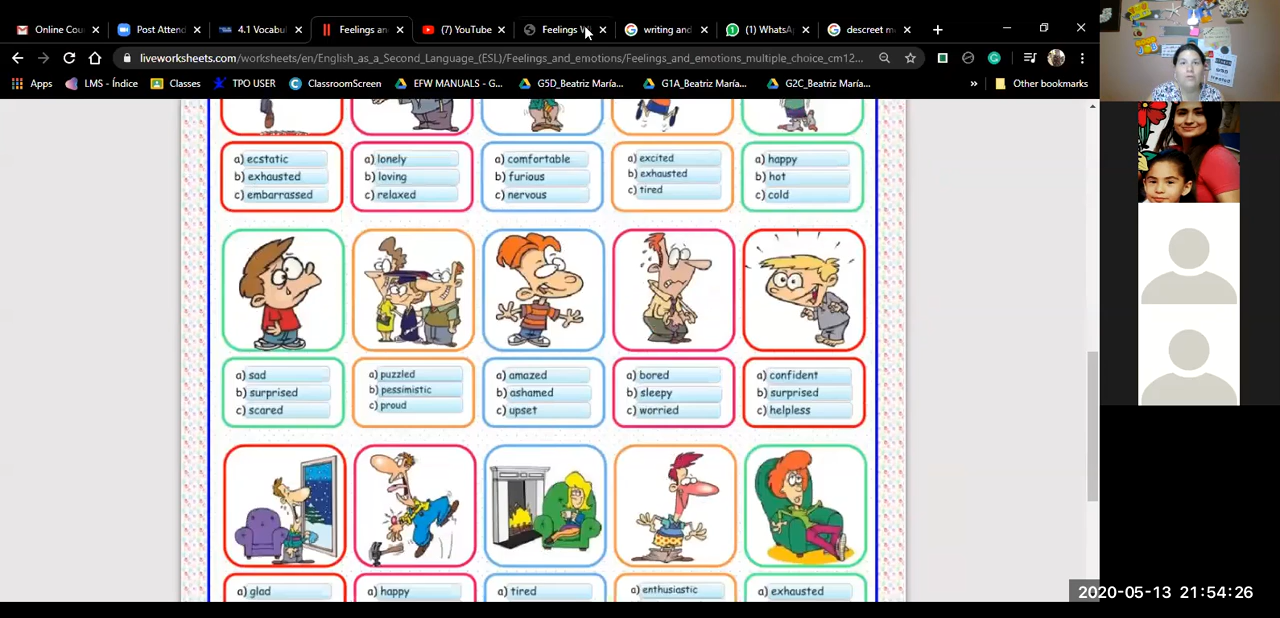 Online Cou
Post Attend
4.1 Vocabul
Feelings an
(7) YouTube
Feelings W
writing and
(1) WhatsA
descreet m
liveworksheets.com/worksheets/en/English_as_a_Second_Language_(ESL)/Feelings_and_emotions/Feelings_and_emotions_multiple_choice_cm12...
Apps
LMS - Índice
Classes
TPO USER
ClassroomScreen
EFW MANUALS - G...
G5D_Beatriz María...
G1A_Beatriz María...
G2C_Beatriz María...
»
Other bookmarks
a) ecstatic
b) exhausted
c) embarrassed
a) lonely
b) loving
c) relaxed
a) comfortable
b) furious
c) nervous
a) excited
b) exhausted
c) tired
a) happy
b) hot
c) cold
a) sad
b) surprised
c) scared
a) puzzled
b) pessimistic
c) proud
a) amazed
b) ashamed
c) upset
a) bored
b) sleepy
c) worried
a) confident
b) surprised
c) helpless
a) glad
a) happy
a) tired
a) enthusiastic
a) exhausted
2020-05-13 21:54:26